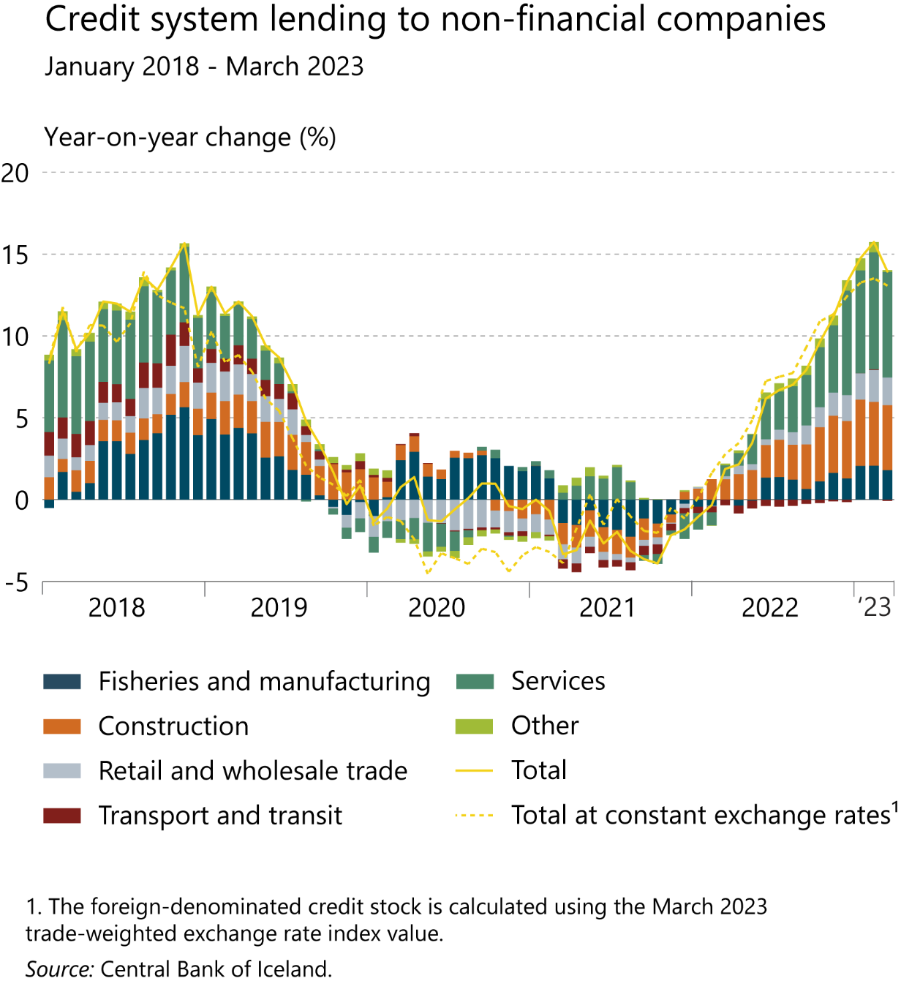 Credit system lending to non-financial companies
January 2018 - March 2023
Year-on-year change (%)
20
15
10
5
0
-5
2018 2019 2020 2021 2022 ‘23
Fisheries and manufacturing
Services
Construction
Other
Retail and wholesale trade
Total
Transport and transit
Total at constant exchange rates¹
1. The foreign-denominated credit stock is calculated using the March 2023
trade-weighted exchange rate index value.
Source: Central Bank of Iceland.